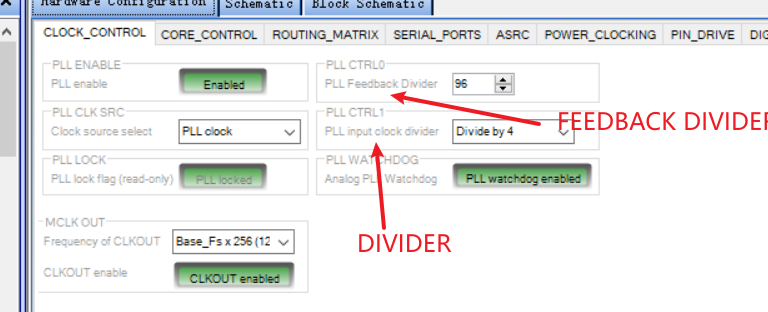 Hardware Configuration Schematic Block Schematic
CLOCK_CONTROL CORE_CONTROL ROUTING_MATRIX SERIAL_PORTS ASRC POWER_CLOCKING PIN_DRIVE DIG
PLL ENABLE PLL CTRL0
PLL enable Enabled PLL Feedback Divider 96
FEEDBACK DIVIDER
PLL CLK SRC PLL CTRL1
Clock source select PLL clock PLL input clock divider Divide by 4
PLL LOCK PLL WATCHDOG
PLL lock flag (read-only) PLL locked Analog PLL Watchdog PLL watchdog enabled
MCLK OUT
Frequency of CLKOUT Base_Fs x 256 (12
DIVIDER
CLKOUT enable CLKOUT enabled